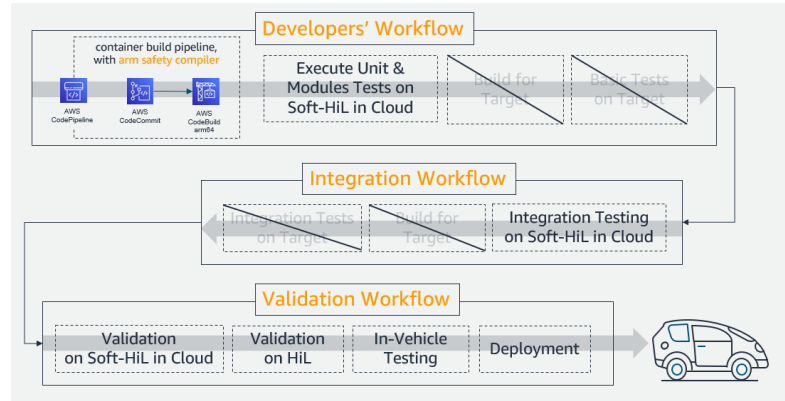 Developers' Workflow
container build pipeline,
with arm safety compiler
AWS
CodePipeline
AWS
CodeCommit
AWS
CodeBuild
arm64
Execute Unit &
Modules Tests on
Soft-HiL in Cloud
Build for
Target
Basic Tests
on Target
Integration Workflow
Integration Tests
on Target
Build for
Target
Integration Testing
on Soft-HiL in Cloud
Validation Workflow
Validation
on Soft-HiL in Cloud
Validation
on HiL
In-Vehicle
Testing
Deployment